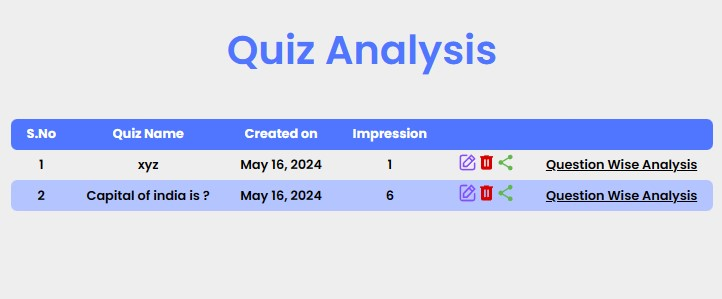 Quiz Analysis
S.No Quiz Name Created on Impression
1 xyz May 16, 2024 1 Question Wise Analysis
2 Capital of india is ? May 16, 2024 6 Question Wise Analysis